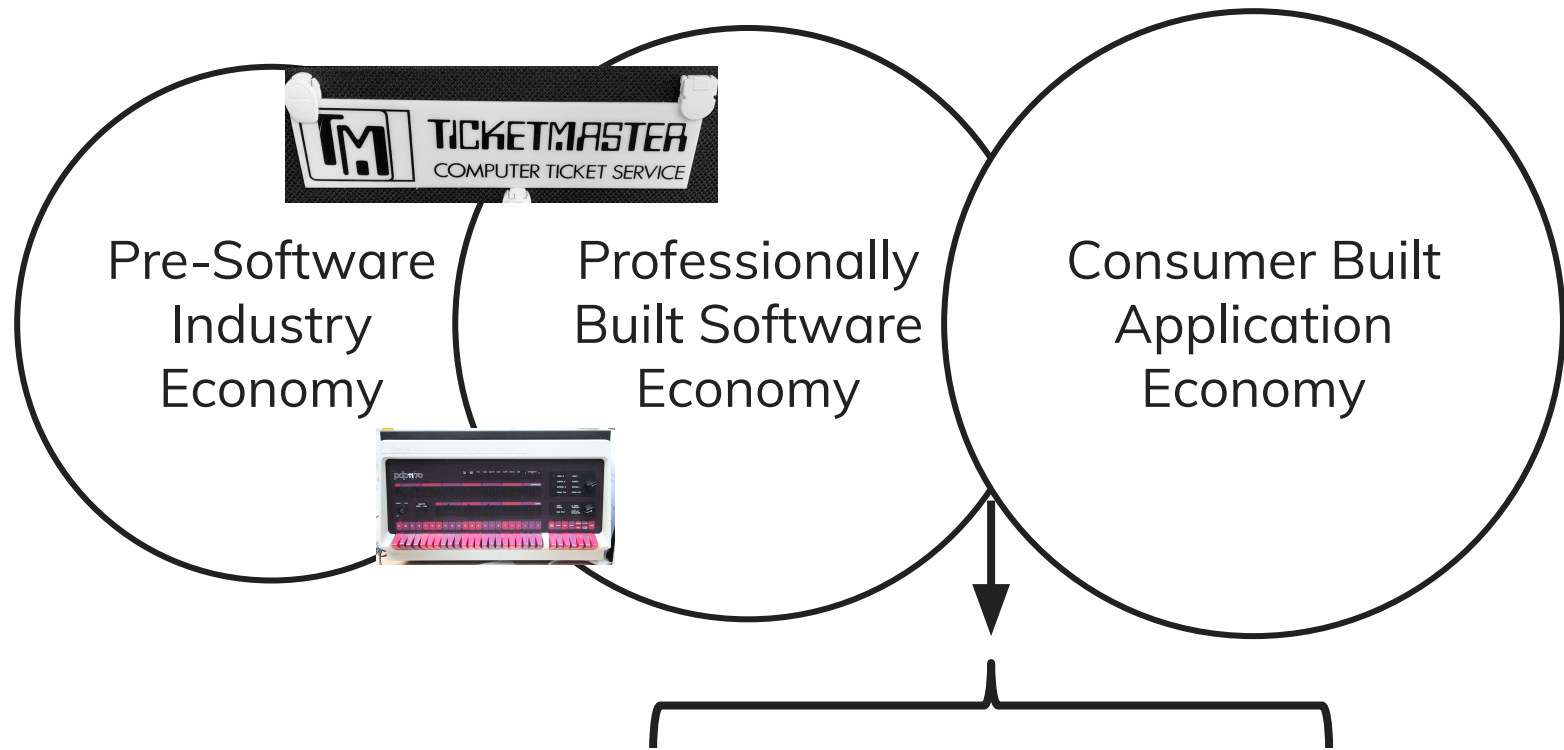 TM
TICKETMASTER
COMPUTER TICKET SERVICE
Pre-Software
Industry
Economy
Professionally
Built Software
Economy
Consumer Built
Application
Economy
pdp11/70